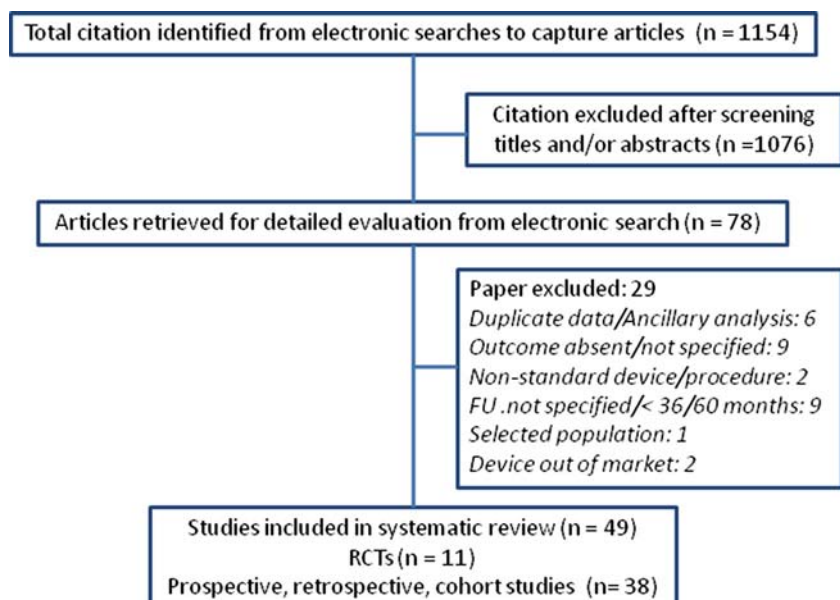 Total citation identified from electronic searches to capture articles (n = 1154)
Citation excluded after screening
titles and/or abstracts (n =1076)
Articles retrieved for detailed evaluation from electronic search (n = 78)
Paper excluded: 29
Duplicate data/Ancillary analysis: 6
Outcome absent/not specified: 9
Non-standard device/procedure: 2
FU .not specified/< 36/60 months: 9
Selected population: 1
Device out of market: 2
Studies included in systematic review (n = 49)
RCTs (n = 11)
Prospective, retrospective, cohort studies (n= 38)